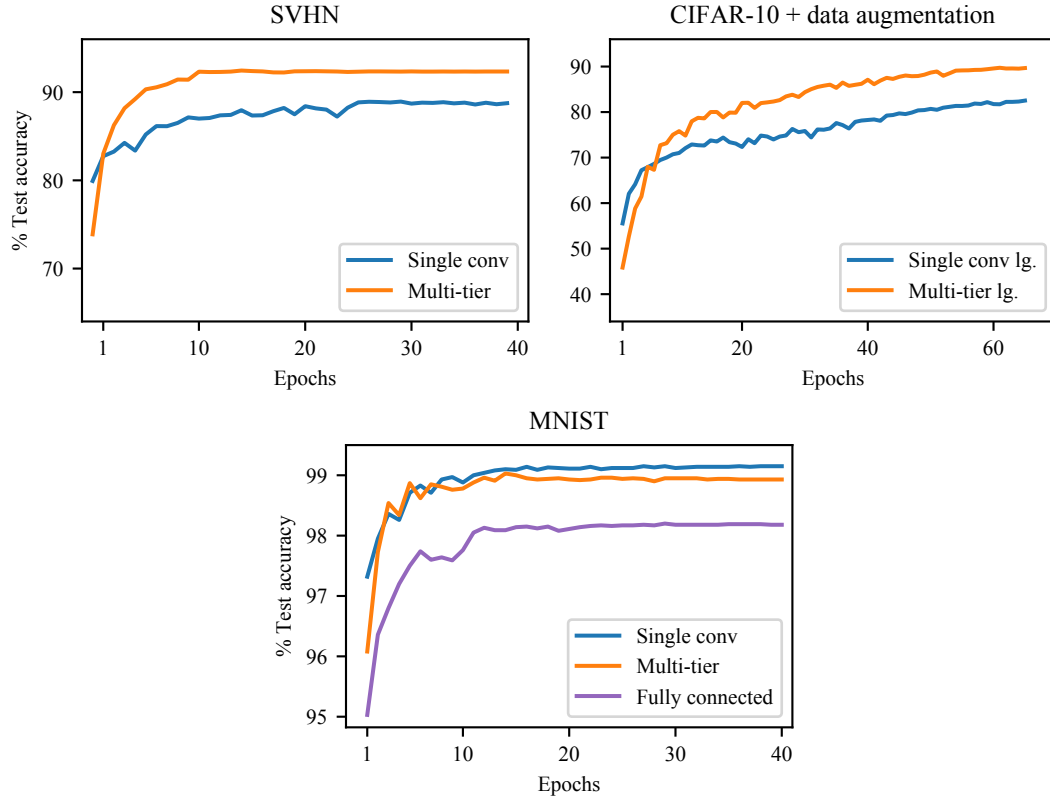 SVHN
% Test accuracy
90
80
70
1
10
20
30
40
Epochs
Single conv
Multi-tier
CIFAR-10 + data augmentation
90
80
70
60
50
40
1
20
40
60
Epochs
Single conv lg.
Multi-tier lg.
MNIST
% Test accuracy
99
98
97
96
95
1
10
20
30
40
Epochs
Single conv
Multi-tier
Fully connected